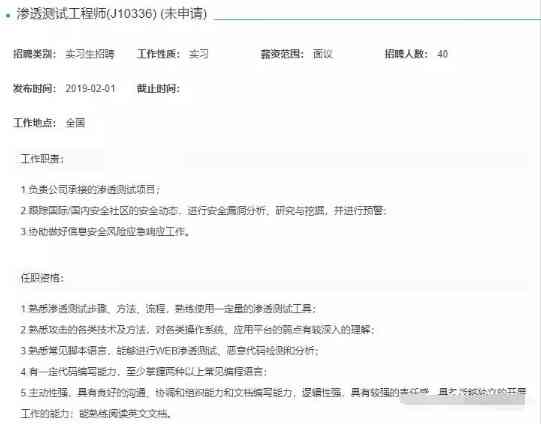 渗透测试工程师(J10336) (未申请)
招聘类别： 实习生招聘 工作性质： 实习 薪资范围： 面议 招聘人数： 40
发布时间： 2019-02-01 截止时间：
工作地点： 全国
工作职责：
1.负责公司承接的渗透测试项目；
2.跟踪国际/国内安全社区的安全动态，进行安全漏洞分析、研究与挖掘，并进行预警；
3.协助做好信息安全风险应急响应工作。
任职资格：
1.熟悉渗透测试步骤、方法、流程，熟练使用一定量的渗透测试工具；
2.熟悉攻击的各类技术及方法，对各类操作系统、应用平台的弱点有较深入的理解；
3.熟悉常见脚本语言，能够进行WEB渗透测试、恶意代码检测和分析；
4.有一定代码编写能力，至少掌握两种以上常见编程语言；
5.主动性强，具有良好的沟通、协调和组织能力和文档编写能力，逻辑性强，具有较强的责任感，具有
工作的能力；能熟练阅读英文文档。